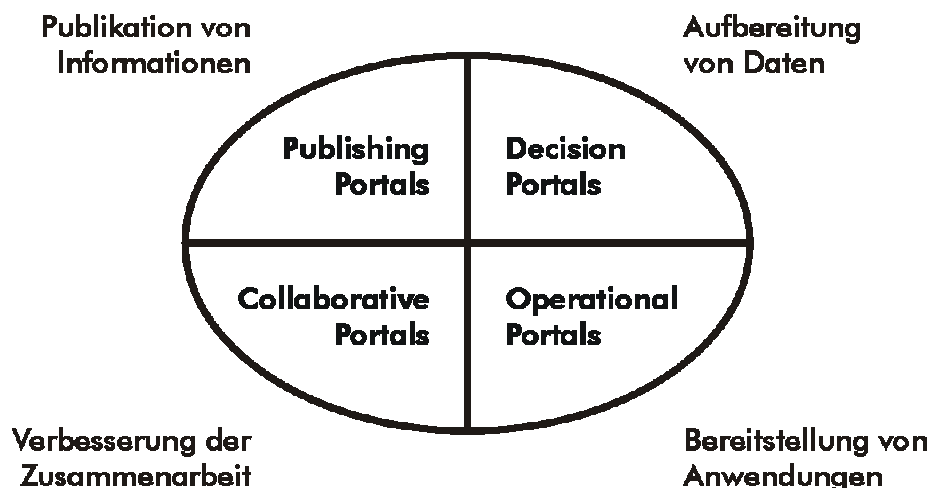 Publikation von
Informationen
Aufbereitung
von Daten
Publishing
Portals
Decision
Portals
Collaborative
Portals
Operational
Portals
Verbesserung der
Zusammenarbeit
Bereitstellung von
Anwendungen